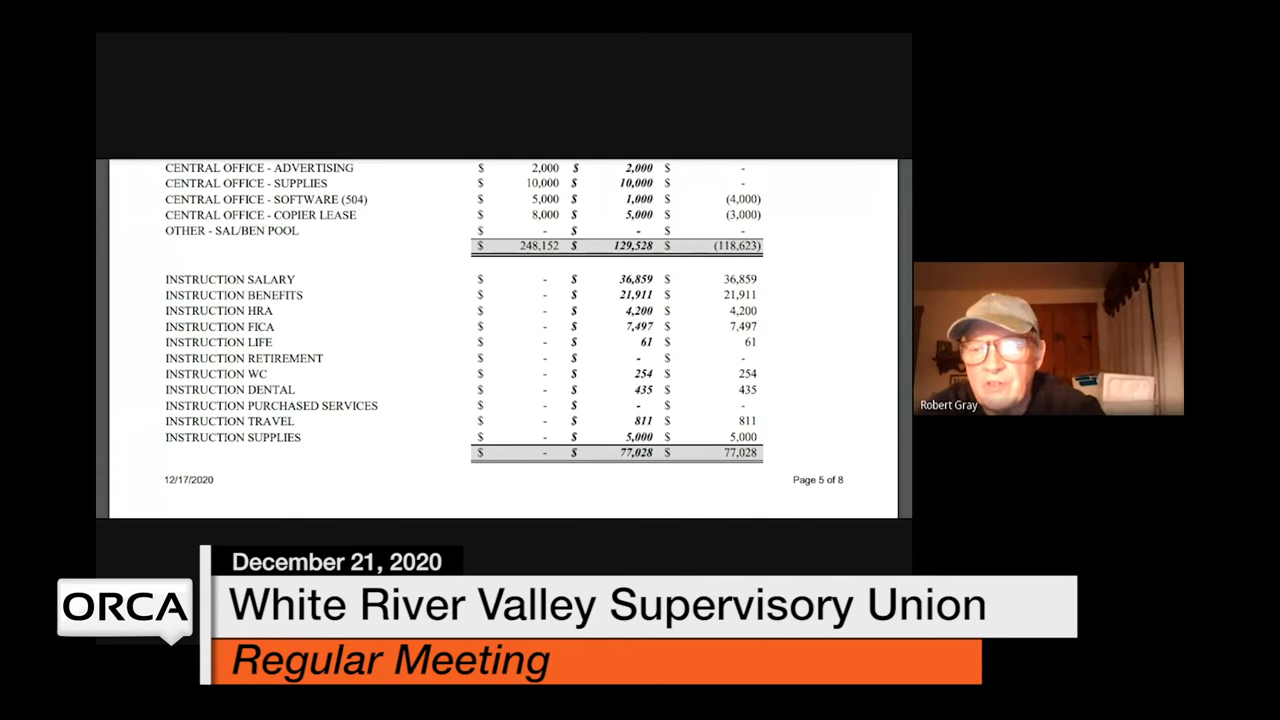 CENTRAL OFFICE - ADVERTISING $ 2,000 $ 2,000 $ -
CENTRAL OFFICE - SUPPLIES $ 10,000 $ 10,000 $ -
CENTRAL OFFICE - SOFTWARE (504) $ 5,000 $ 1,000 $ (4,000)
CENTRAL OFFICE - COPIER LEASE $ 8,000 $ 5,000 $ (3,000)
OTHER - SAL/BEN POOL $ - $ - $ -
$ 248,152 $ 129,528 $ (118,623)
INSTRUCTION SALARY $ - $ 36,859 $ 36,859
INSTRUCTION BENEFITS $ - $ 21,911 $ 21,911
INSTRUCTION HRA $ - $ 4,200 $ 4,200
INSTRUCTION FICA $ - $ 7,497 $ 7,497
INSTRUCTION LIFE $ - $ 61 $ 61
INSTRUCTION RETIREMENT $ - $ - $ -
INSTRUCTION WC $ - $ 254 $ 254
INSTRUCTION DENTAL $ - $ 435 $ 435
INSTRUCTION PURCHASED SERVICES $ - $ - $ -
INSTRUCTION TRAVEL $ - $ 811 $ 811
INSTRUCTION SUPPLIES $ - $ 5,000 $ 5,000
$ - $ 77,028 $ 77,028
12/17/2020 Page 5 of 8
Robert Gray
December 21, 2020
ORCA
White River Valley Supervisory Union
Regular Meeting